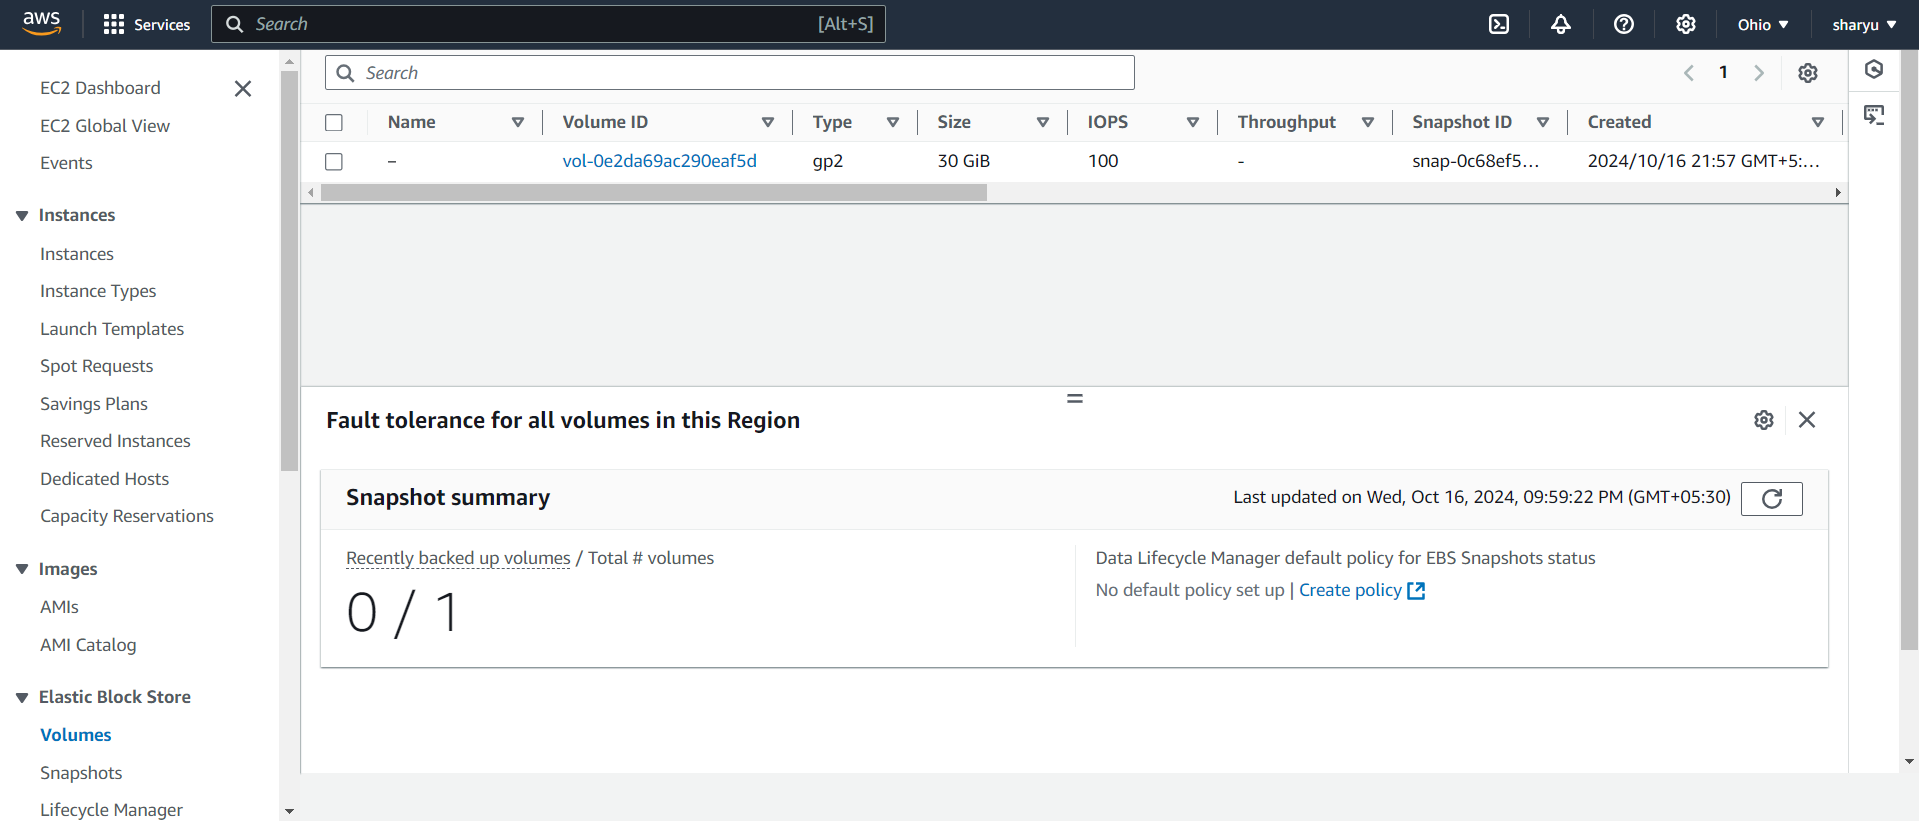 aws
Services
Search
[Alt+S]
Ohio
sharyu
EC2 Dashboard
EC2 Global View
Events
Instances
Instances
Instance Types
Launch Templates
Spot Requests
Savings Plans
Reserved Instances
Dedicated Hosts
Capacity Reservations
Images
AMIs
AMI Catalog
Elastic Block Store
Volumes
Snapshots
Lifecycle Manager
Search
1
Name Volume ID Type Size IOPS Throughput Snapshot ID Created
– vol-0e2da69ac290eaf5d gp2 30 GiB 100 - snap-0c68ef5... 2024/10/16 21:57 GMT+5:...
Fault tolerance for all volumes in this Region
Snapshot summary
Last updated on Wed, Oct 16, 2024, 09:59:22 PM (GMT+05:30)
Recently backed up volumes / Total # volumes
0 / 1
Data Lifecycle Manager default policy for EBS Snapshots status
No default policy set up | Create policy